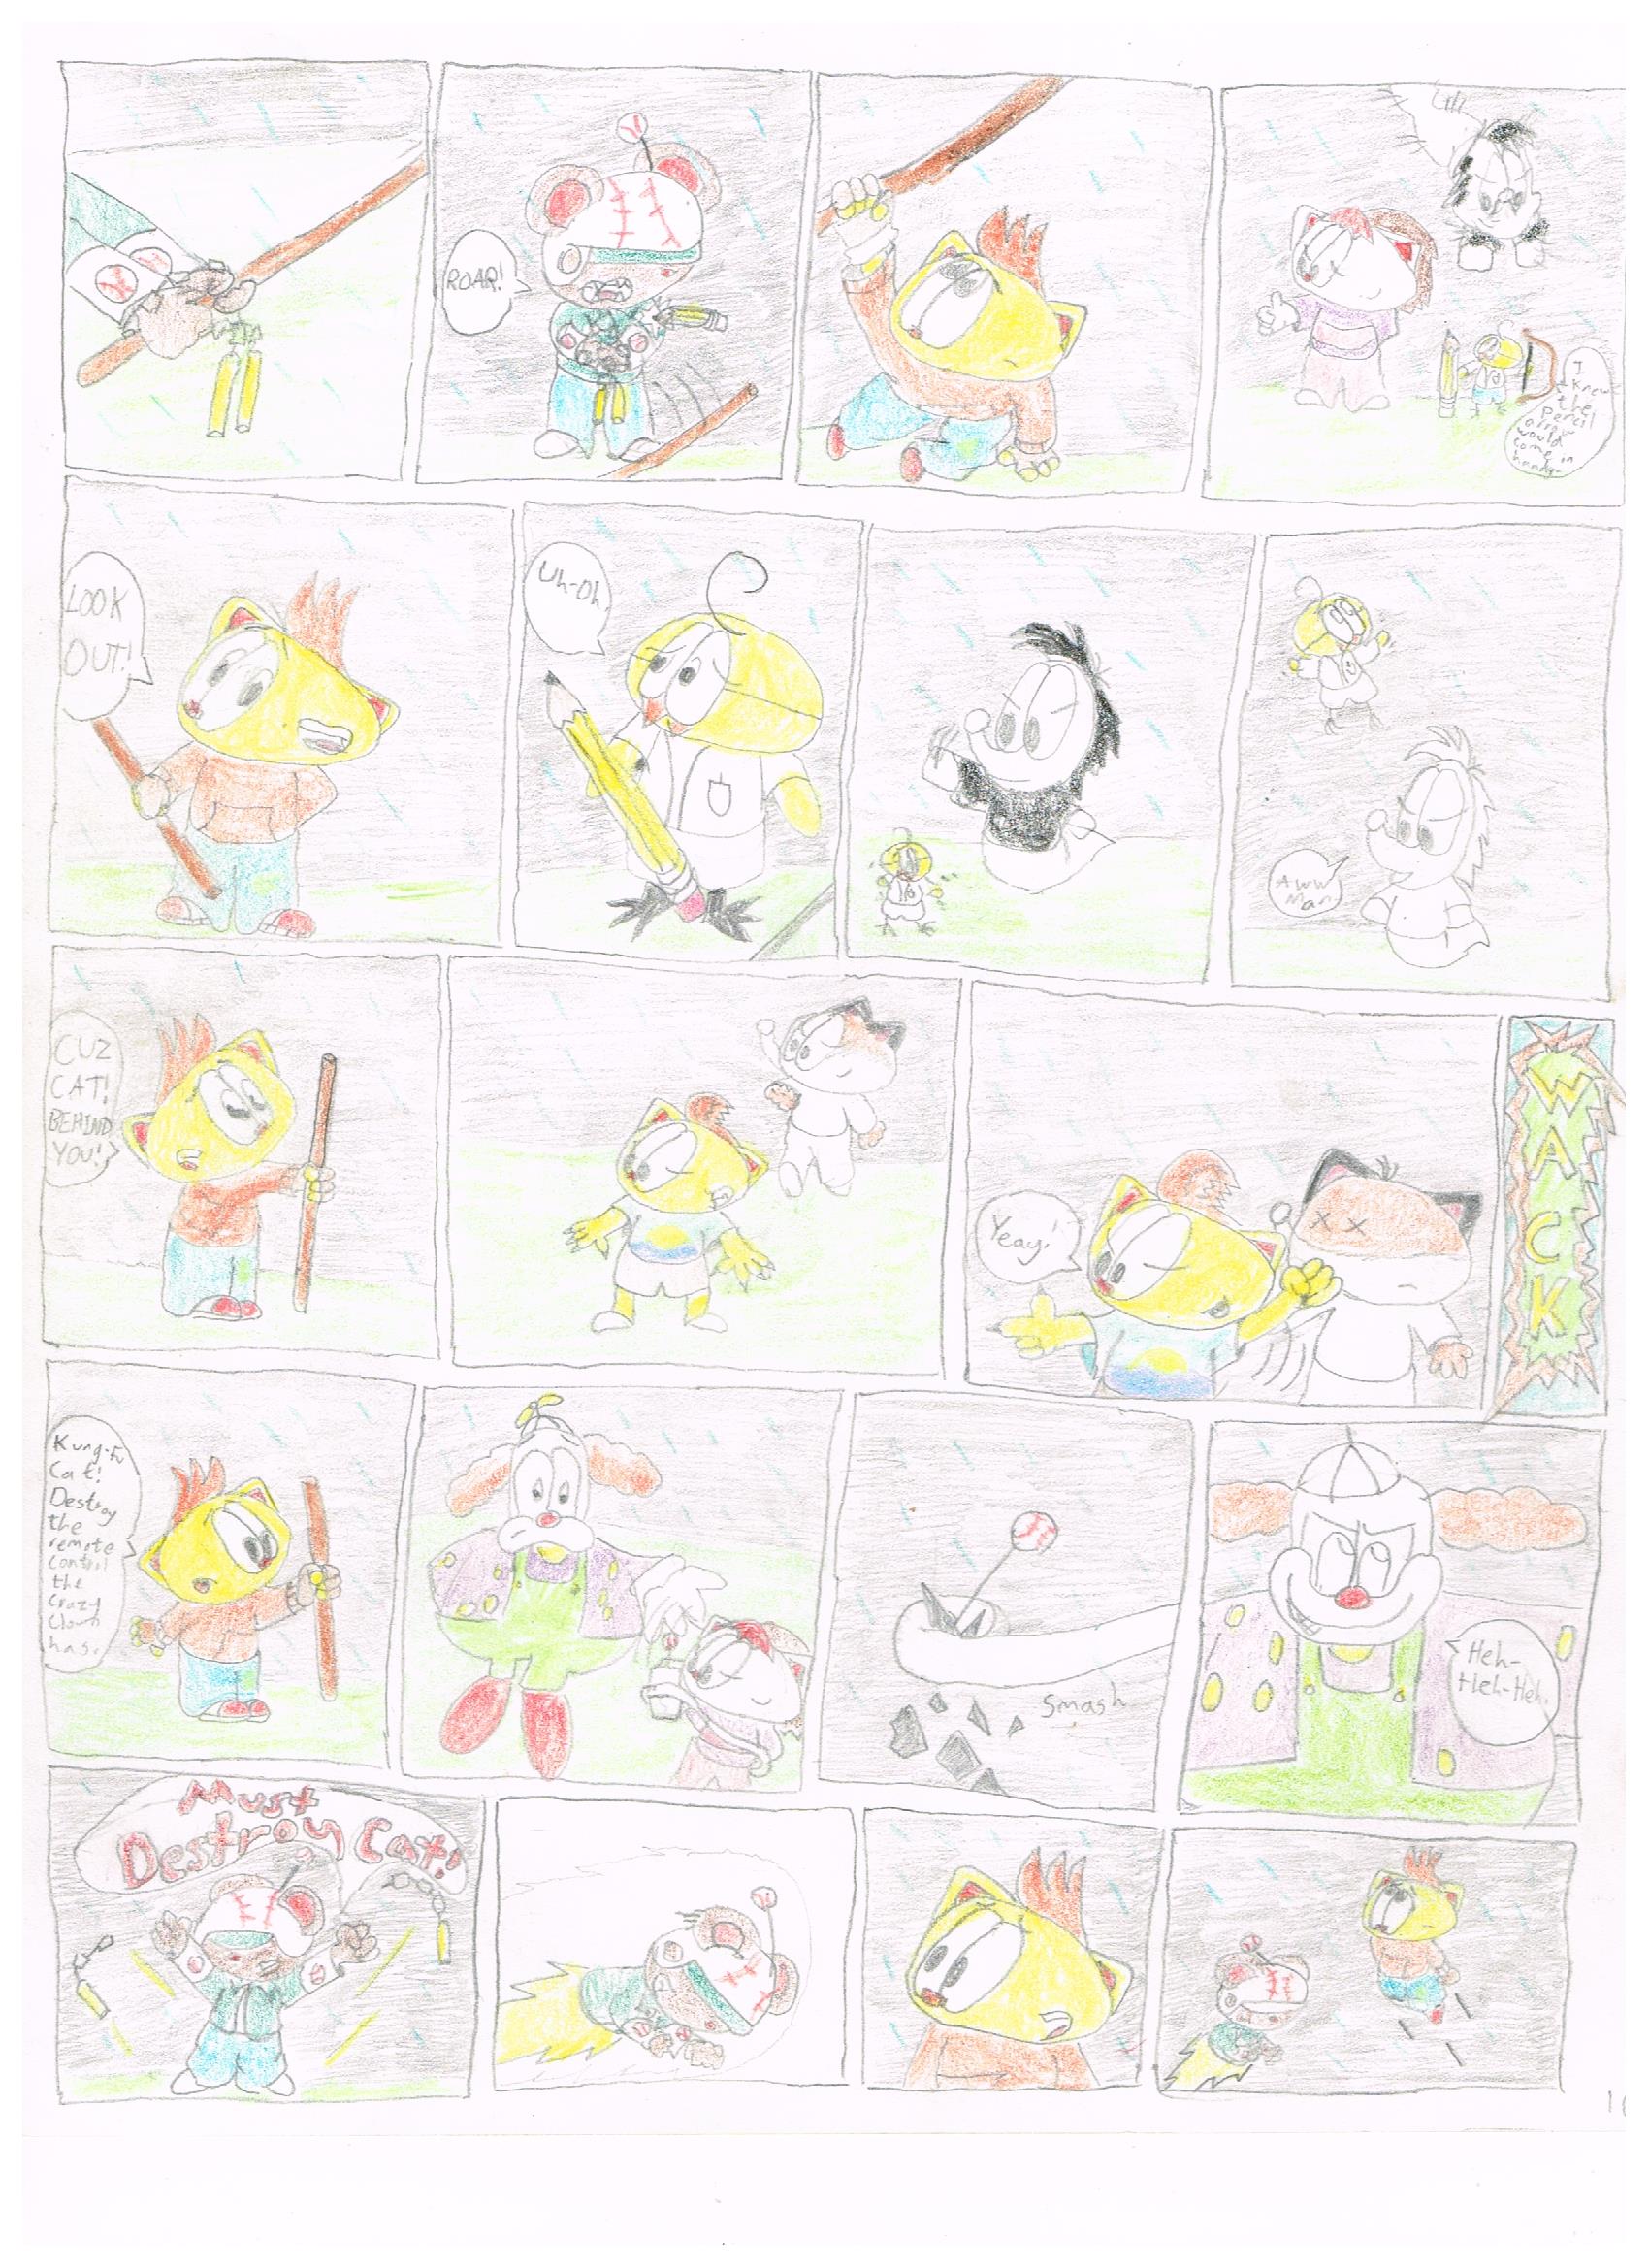 ROAR!
I
knew
the
Pencil
arrow
would
come in
handy.
LOOK
OUT!
Uh-Oh.
Aww
Man.
CUZ
CAT!
BEHIND
YOU!
Yeay!
WACK
Kung-Fu
Cat!
Destroy
the
remote
control
the
Crazy
Clown
has.
Smash
Heh-
Heh-Heh.
Must
Destroy Cat!